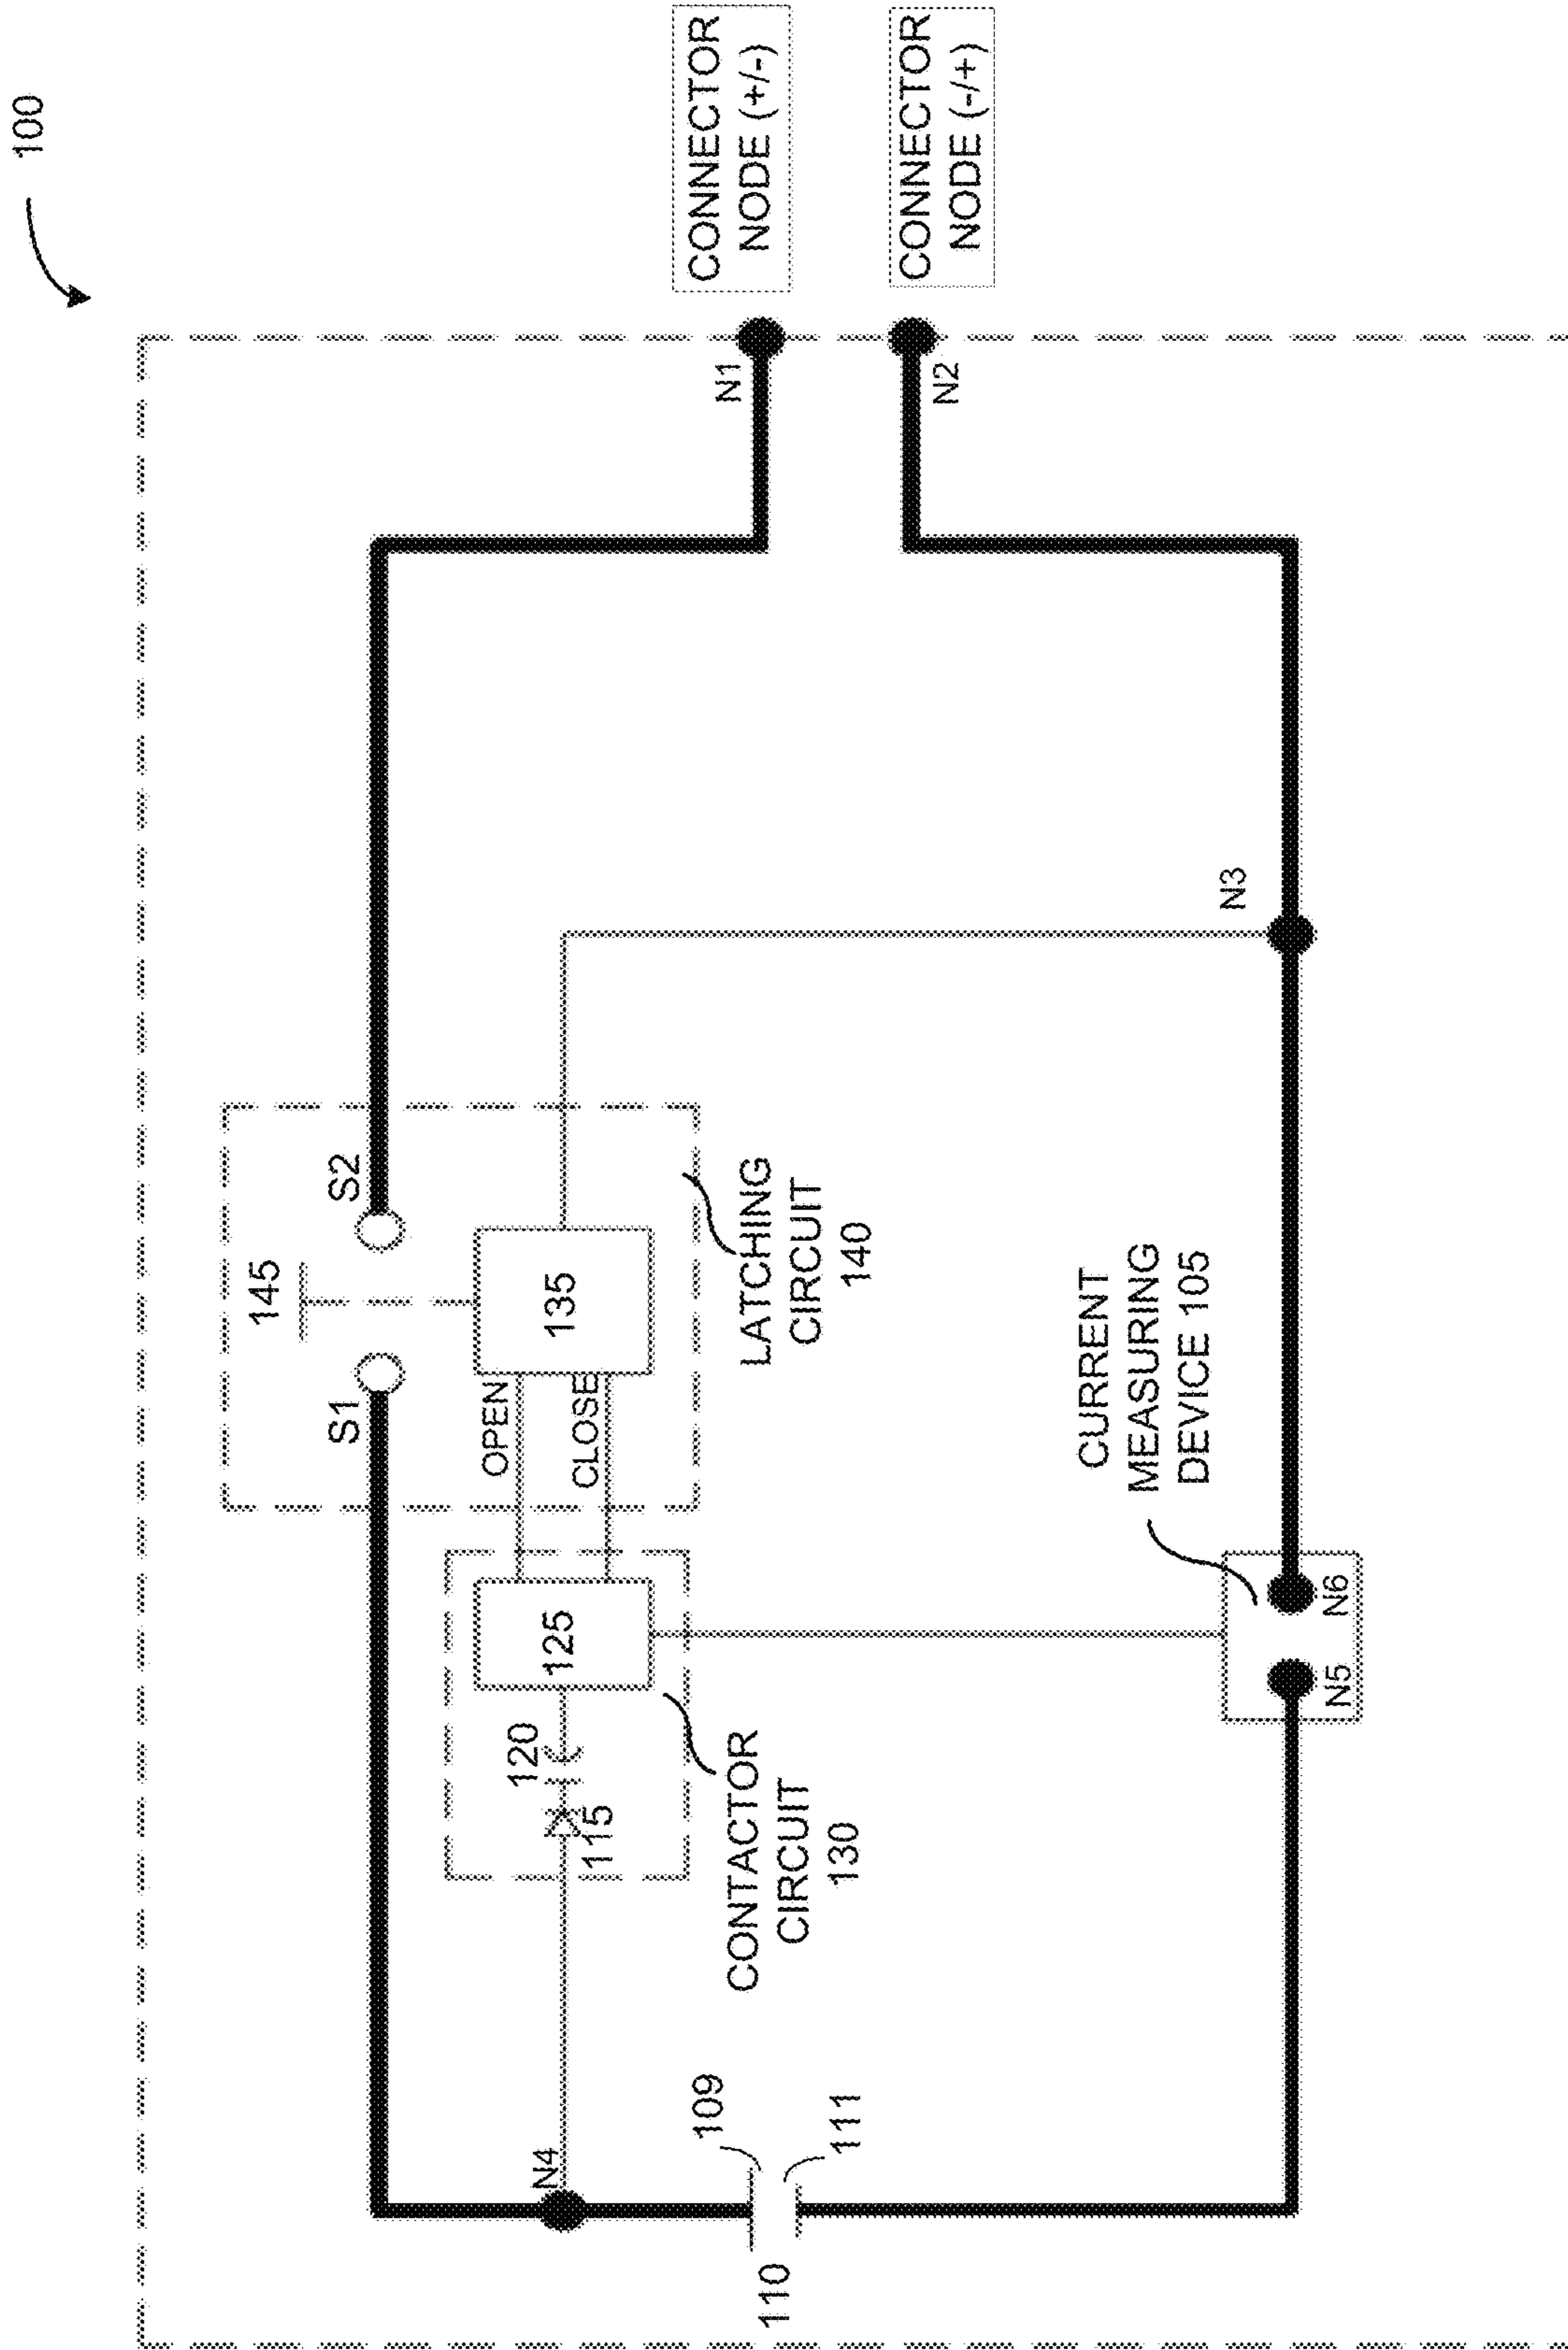 100
CONNECTOR
NODE (+/-)
CONNECTOR
NODE (-/+)
N1
N2
145
S1
S2
OPEN
CLOSE
135
LATCHING
CIRCUIT
140
N4
115
120
125
CONTACTOR
CIRCUIT
130
N3
109
110
111
CURRENT
MEASURING
DEVICE 105
N5
N6